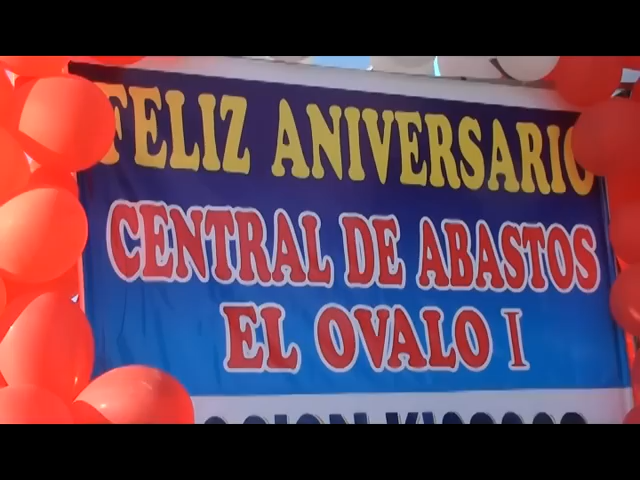 FELIZ ANIVERSARIO
CENTRAL DE ABASTOS
EL OVALO I